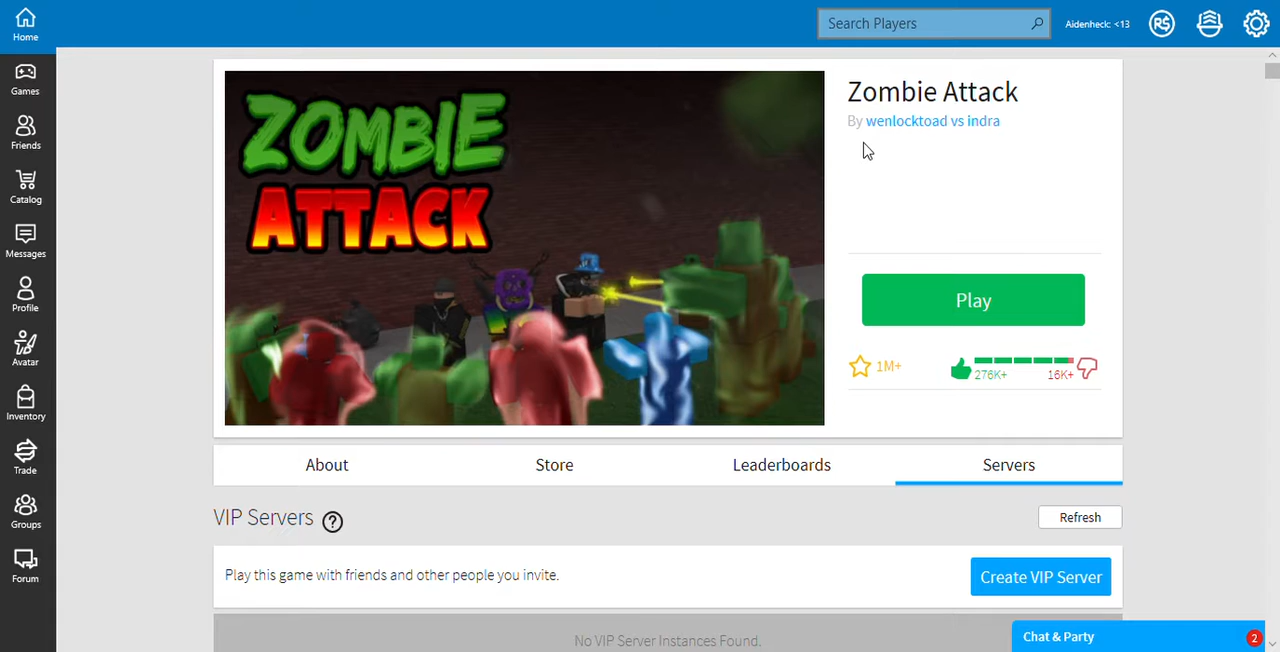 Home
Search Players
Aidenhecic: <13
R$
Games
Friends
Catalog
Messages
Profile
Avatar
Inventory
Trade
Groups
Forum
ZOMBIE
ATTACK
Zombie Attack
By wenlocktoad vs indra
Play
1M+
276K+
16K+
About
Store
Leaderboards
Servers
VIP Servers
?
Refresh
Play this game with friends and other people you invite.
Create VIP Server
No VIP Server Instances Found.
Chat & Party
2